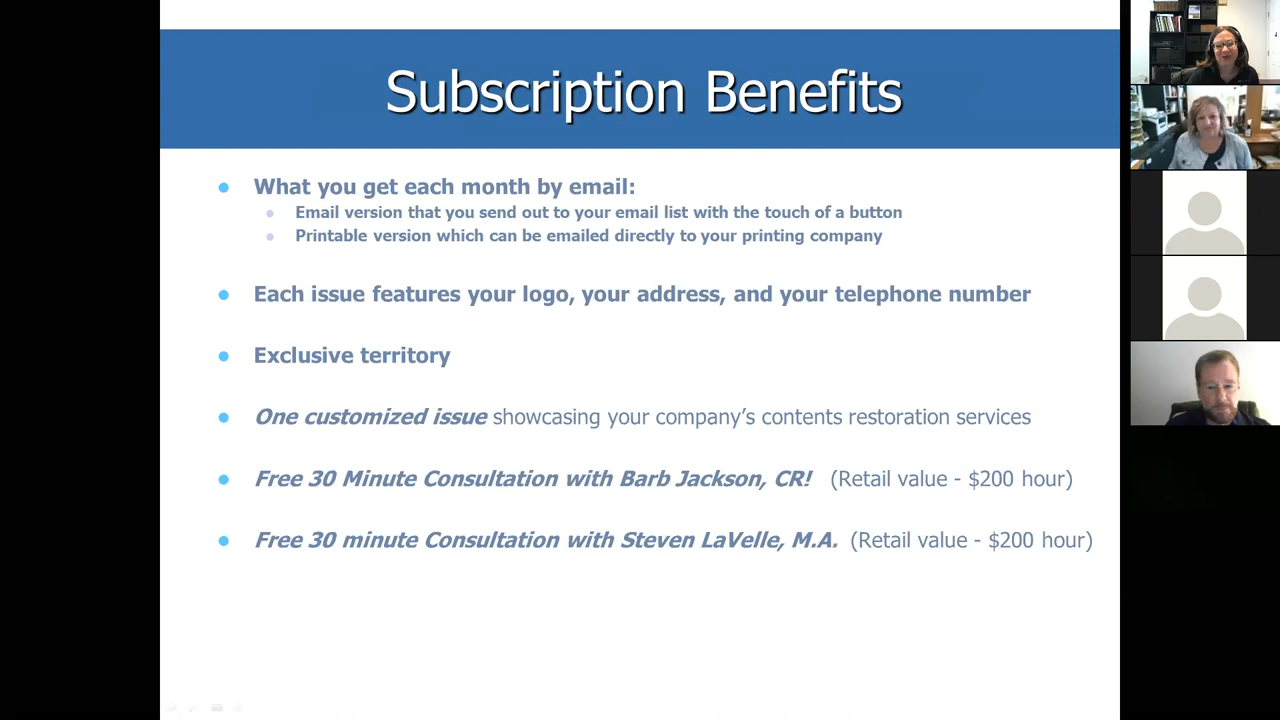 Subscription Benefits
What you get each month by email:
Email version that you send out to your email list with the touch of a button
Printable version which can be emailed directly to your printing company
Each issue features your logo, your address, and your telephone number
Exclusive territory
One customized issue showcasing your company's contents restoration services
Free 30 Minute Consultation with Barb Jackson, CR! (Retail value - $200 hour)
Free 30 minute Consultation with Steven LaVelle, M.A. (Retail value - $200 hour)